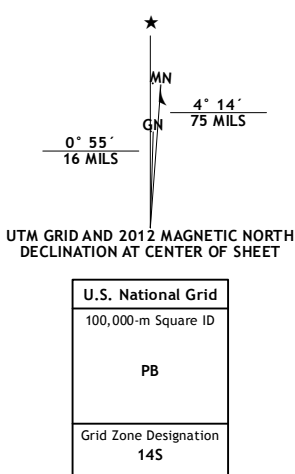 ★
MN
4° 14´
75 MILS
GN
0° 55´
16 MILS
UTM GRID AND 2012 MAGNETIC NORTH
DECLINATION AT CENTER OF SHEET
U.S. National Grid
100,000-m Square ID
PB
Grid Zone Designation
14S